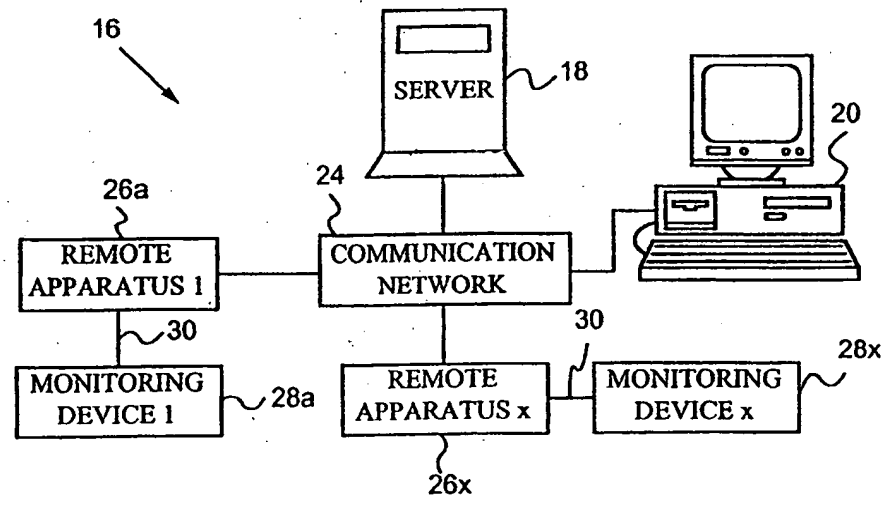 16
SERVER
18
20
26a
24
REMOTE
APPARATUS 1
COMMUNICATION
NETWORK
30
MONITORING
DEVICE 1
28a
REMOTE
APPARATUS x
30
MONITORING
DEVICE x
28x
26x